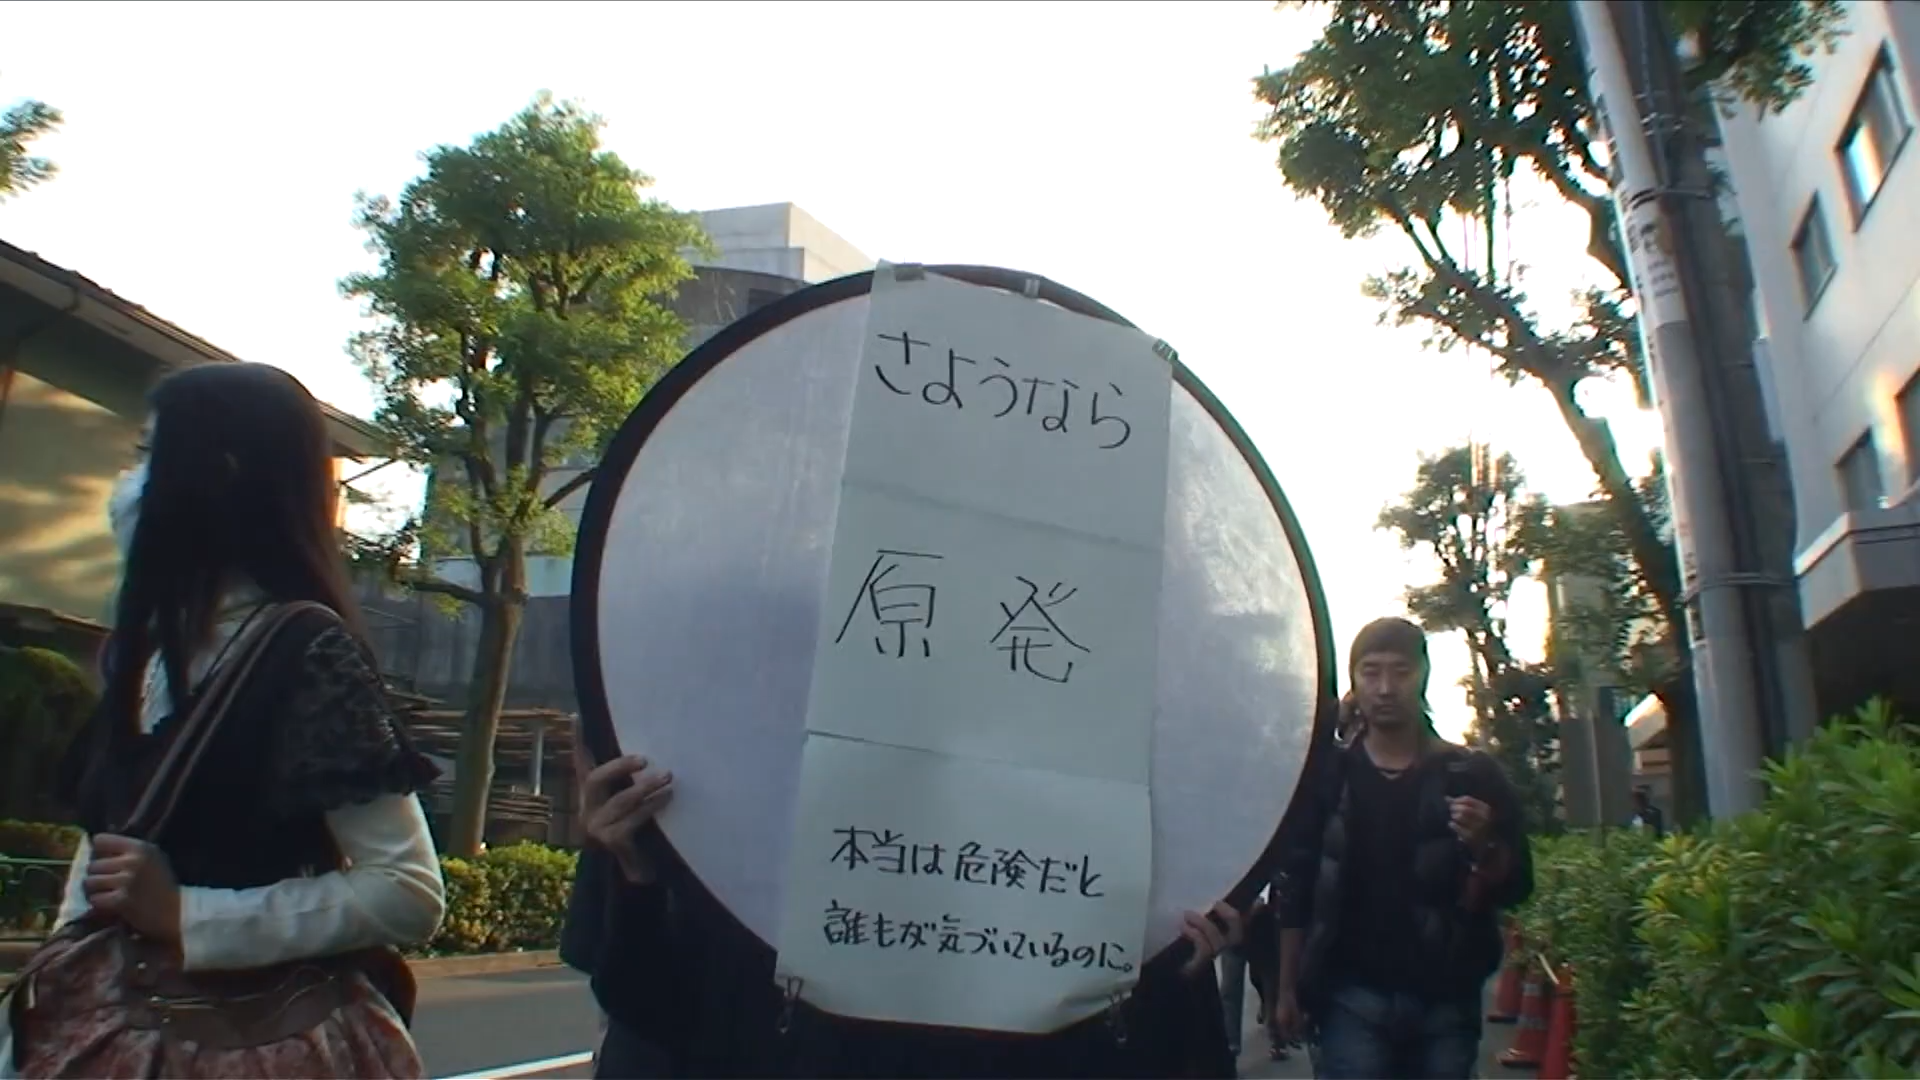 さようなら
原発
本当は危険だと
誰もが気づいているのに。